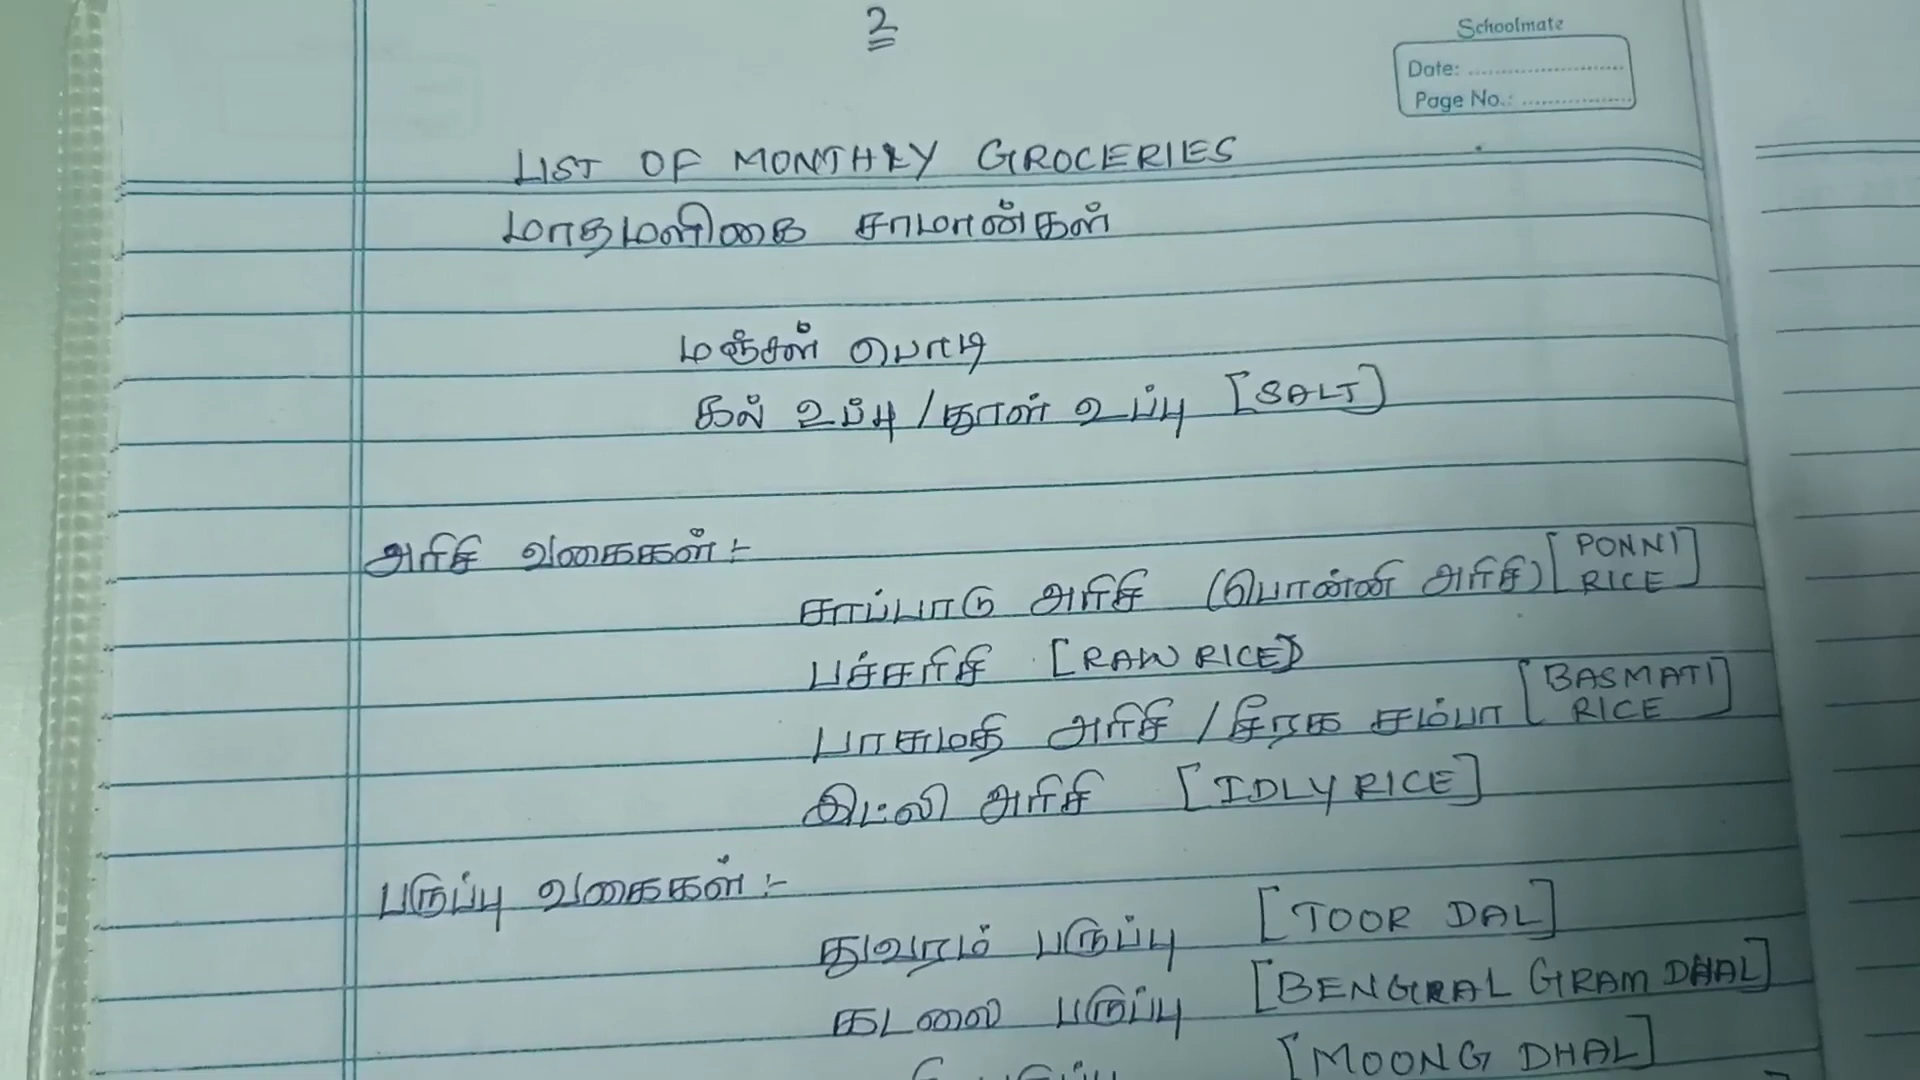 2
Schoolmate
Date:
Page No.:
LIST OF MONTHLY GROCERIES
மாதமளிகை சாமான்கள்
மஞ்சள் பொடி
கல் உப்பு / தூள் உப்பு [SALT]
அரிசி வகைகள் :-
சாப்பாடு அரிசி (பொன்னி அரிசி) [PONNI RICE]
பச்சரிசி [RAW RICE]
பாசுமதி அரிசி / சீரக சம்பா [BASMATI RICE]
இட்லி அரிசி [IDLY RICE]
பருப்பு வகைகள் :-
துவரம் பருப்பு [TOOR DAL]
கடலை பருப்பு [BENGRAL GRAM DHAL]
[MOONG DHAL]